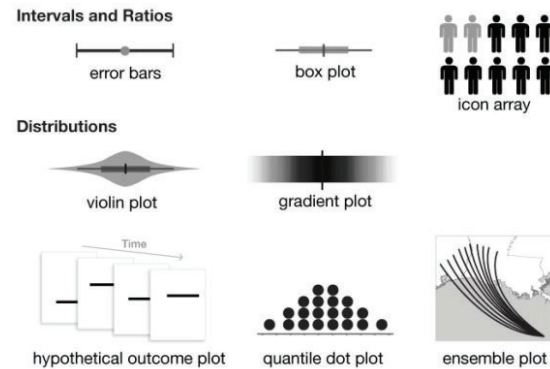 Intervals and Ratios
error bars
box plot
icon array
Distributions
violin plot
gradient plot
Time
hypothetical outcome plot
quantile dot plot
ensemble plot